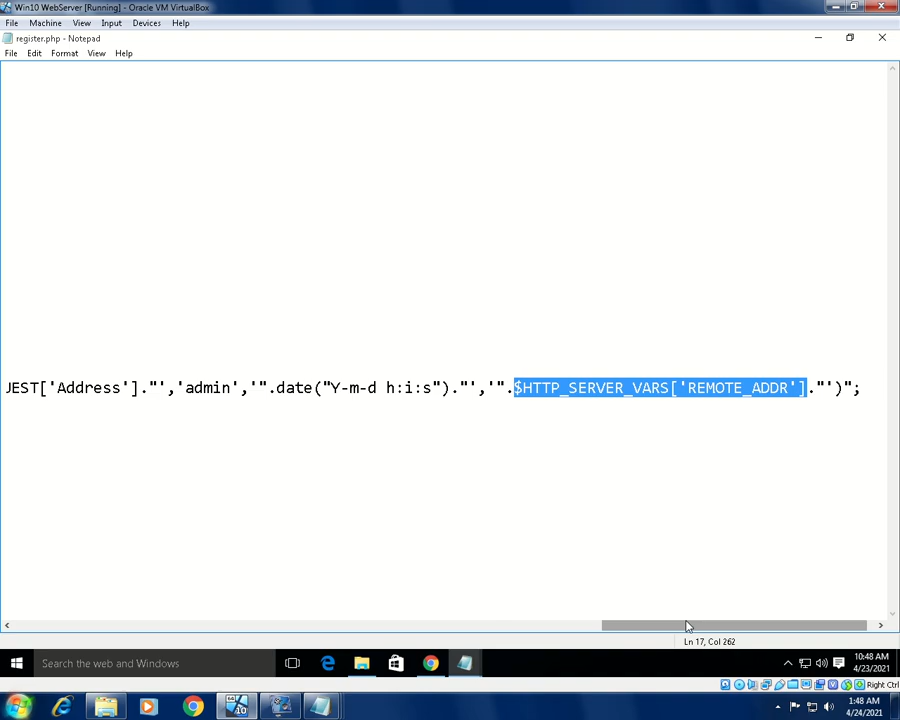 Win10 WebServer [Running] - Oracle VM VirtualBox
File Machine View Input Devices Help
register.php - Notepad
File Edit Format View Help
JEST['Address']."','admin','".date("Y-m-d h:i:s")."','".$HTTP_SERVER_VARS['REMOTE_ADDR']."')";
Ln 17, Col 262
Search the web and Windows
10:48 AM
4/23/2021
Right Ctrl
1:48 AM
4/24/2021